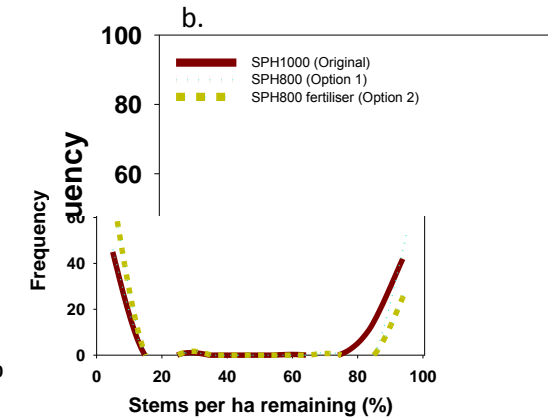 b.
100
80
60
SPH1000 (Original)
SPH800 (Option 1)
SPH800 fertiliser (Option 2)
Frequency
uency
40
20
0
0 20 40 60 80 100
Stems per ha remaining (%)